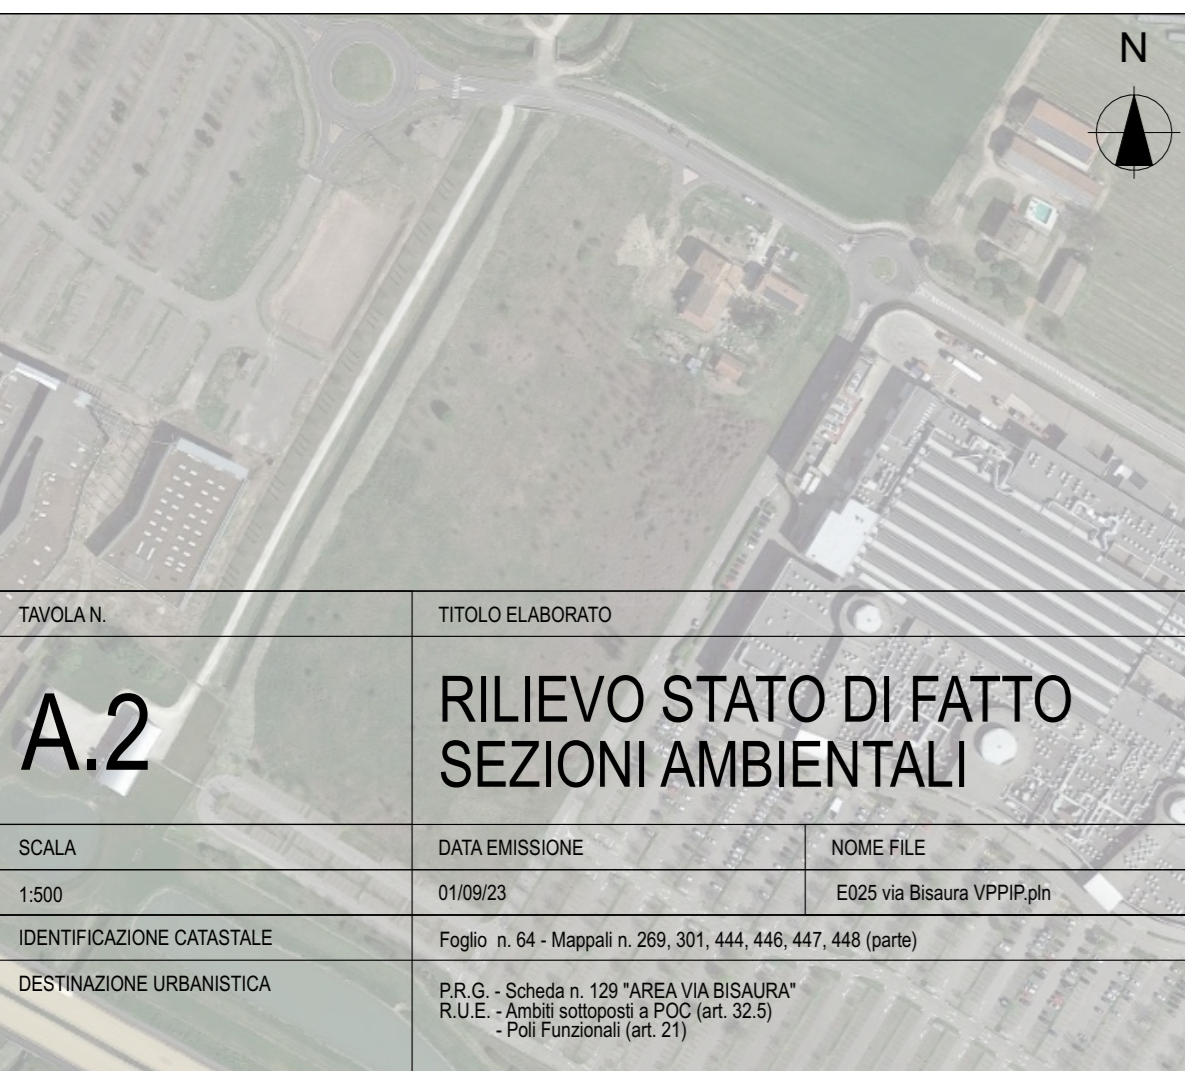 N
TAVOLA N.
TITOLO ELABORATO
A.2
RILIEVO STATO DI FATTO
SEZIONI AMBIENTALI
SCALA
DATA EMISSIONE
NOME FILE
1:500
01/09/23
E025 via Bisaura VPPIP.pln
IDENTIFICAZIONE CATASTALE
Foglio n. 64 - Mappali n. 269, 301, 444, 446, 447, 448 (parte)
DESTINAZIONE URBANISTICA
P.R.G. - Scheda n. 129 "AREA VIA BISAURA"
R.U.E. - Ambiti sottoposti a POC (art. 32.5)
- Poli Funzionali (art. 21)